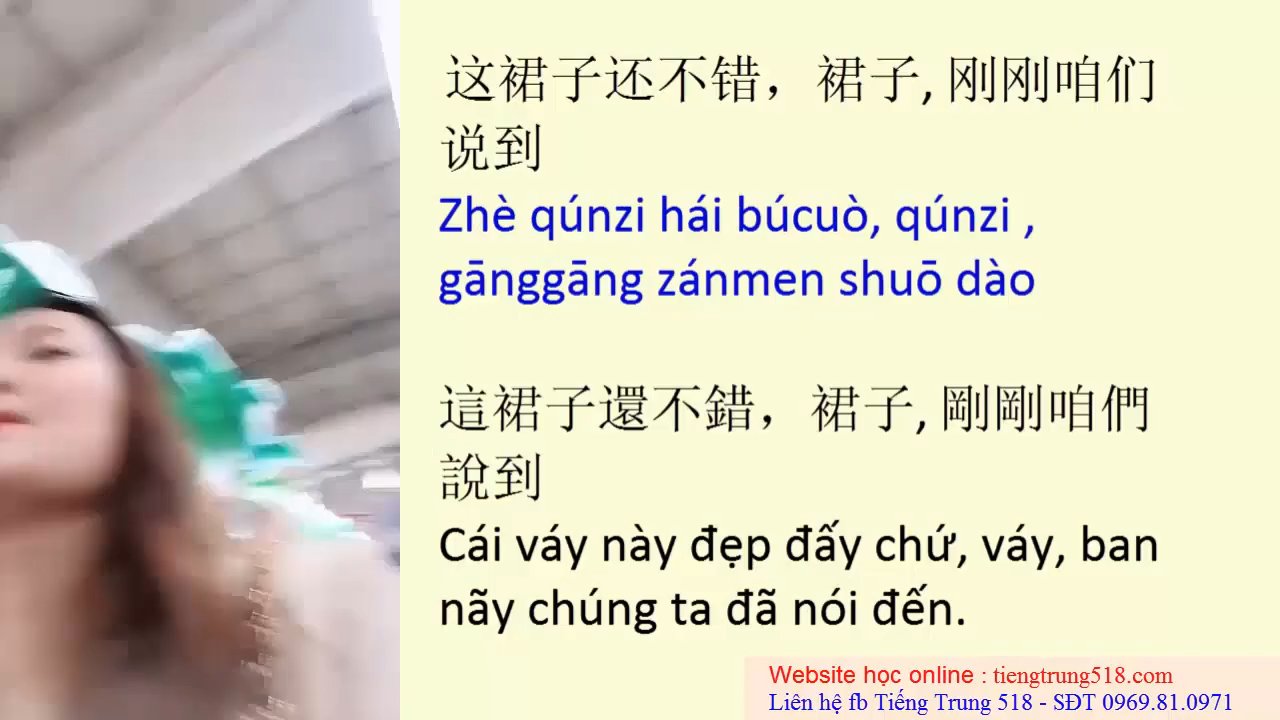 这裙子还不错，裙子, 刚刚咱们
说到
Zhè qúnzi hái búcuò, qúnzi ,
gānggāng zánmen shuō dào
這裙子還不錯，裙子, 剛剛咱們
說到
Cái váy này đẹp đấy chứ, váy, ban
nãy chúng ta đã nói đến.
Website học online : tiengtrung518.com
Liên hệ fb Tiếng Trung 518 - SĐT 0969.81.0971